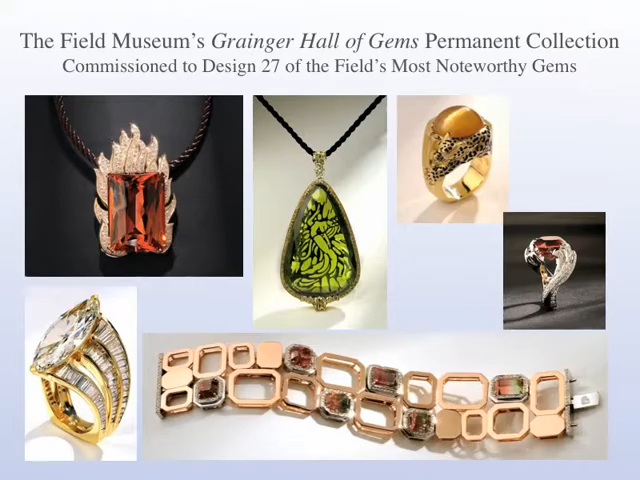 The Field Museum's Grainger Hall of Gems Permanent Collection
Commissioned to Design 27 of the Field's Most Noteworthy Gems